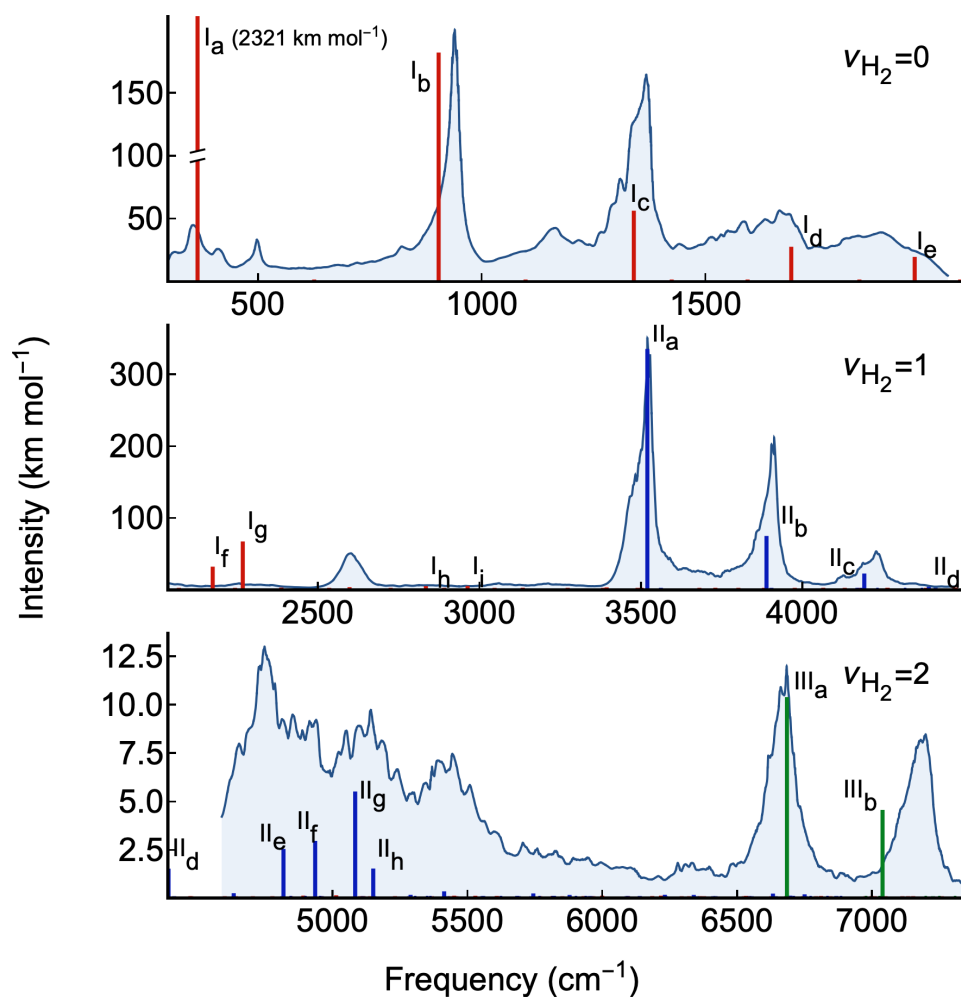 I_a (2321 km mol⁻¹)
I_b
ν_H₂=0
150
100
50
I_c
I_d
I_e
500
1000
1500
Intensity (km mol⁻¹)
II_a
ν_H₂=1
300
200
100
I_f
I_g
I_h
I_i
II_b
II_c
II_d
2500
3000
3500
4000
12.5
10.0
7.5
5.0
2.5
III_a
ν_H₂=2
II_d
II_e
II_f
II_g
II_h
III_b
5000
5500
6000
6500
7000
Frequency (cm⁻¹)